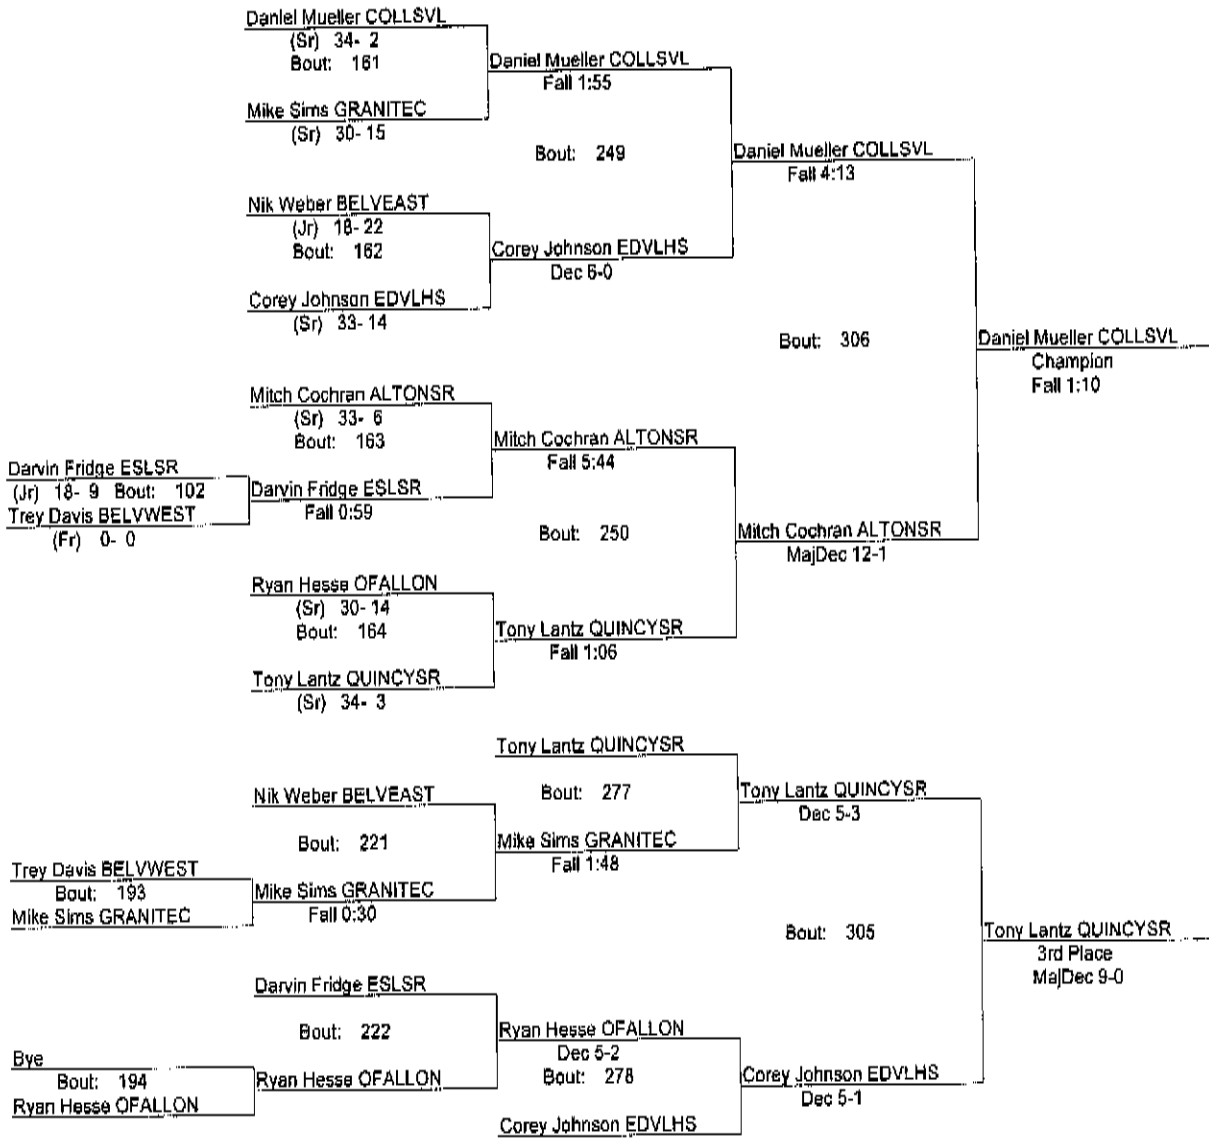 Daniel Mueller COLLSVL
(Sr) 34- 2
Bout: 161
Daniel Mueller COLLSVL
Fall 1:55
Mike Sims GRANITEC
(Sr) 30- 15
Bout: 249
Daniel Mueller COLLSVL
Fall 4:13
Nik Weber BELVEAST
(Jr) 18- 22
Bout: 162
Corey Johnson EDVLHS
Dec 6-0
Corey Johnson EDVLHS
(Sr) 33- 14
Bout: 306
Daniel Mueller COLLSVL
Champion
Fall 1:10
Mitch Cochran ALTONSR
(Sr) 33- 6
Bout: 163
Mitch Cochran ALTONSR
Fall 5:44
Darvin Fridge ESLSR
(Jr) 18- 9 Bout: 102
Trey Davis BELVWEST
(Fr) 0- 0
Darvin Fridge ESLSR
Fall 0:59
Bout: 250
Mitch Cochran ALTONSR
MajDec 12-1
Ryan Hesse OFALLON
(Sr) 30- 14
Bout: 164
Tony Lantz QUINCYSR
Fall 1:06
Tony Lantz QUINCYSR
(Sr) 34- 3
Tony Lantz QUINCYSR
Bout: 277
Tony Lantz QUINCYSR
Dec 5-3
Nik Weber BELVEAST
Bout: 221
Mike Sims GRANITEC
Fall 1:48
Trey Davis BELVWEST
Bout: 193
Mike Sims GRANITEC
Mike Sims GRANITEC
Fall 0:30
Bout: 305
Tony Lantz QUINCYSR
3rd Place
MajDec 9-0
Darvin Fridge ESLSR
Bout: 222
Ryan Hesse OFALLON
Dec 5-2
Bout: 278
Bye
Bout: 194
Ryan Hesse OFALLON
Ryan Hesse OFALLON
Corey Johnson EDVLHS
Dec 5-1
Corey Johnson EDVLHS